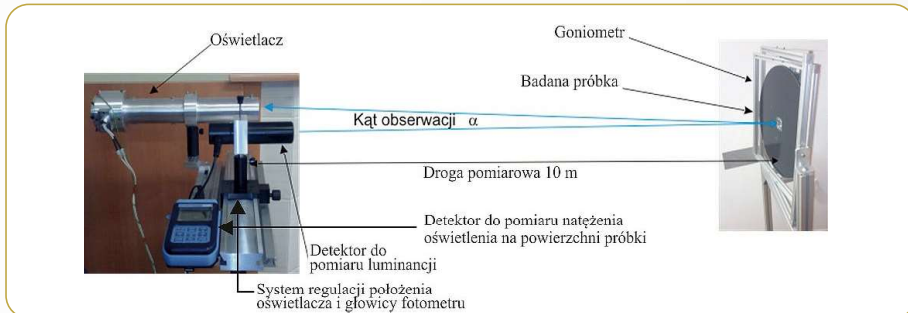 Oświetlacz
Goniometr
Badana próbka
Kąt obserwacji α
Droga pomiarowa 10 m
Detektor do pomiaru natężenia
oświetlenia na powierzchni próbki
Detektor do
pomiaru luminancji
System regulacji położenia
oświetlacza i głowicy fotometru